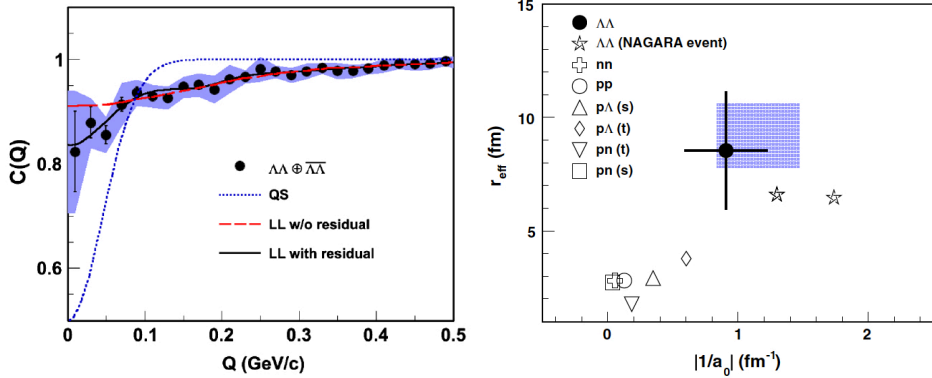 C(Q)
1
0.8
0.6
ΛΛ ⊕ Λ̅Λ̅
QS
LL w/o residual
LL with residual
0
0.1
0.2
0.3
0.4
0.5
Q (GeV/c)
r_eff (fm)
15
10
5
ΛΛ
ΛΛ (NAGARA event)
nn
pp
pΛ (s)
pΛ (t)
pn (t)
pn (s)
0
1
2
|1/a₀| (fm⁻¹)